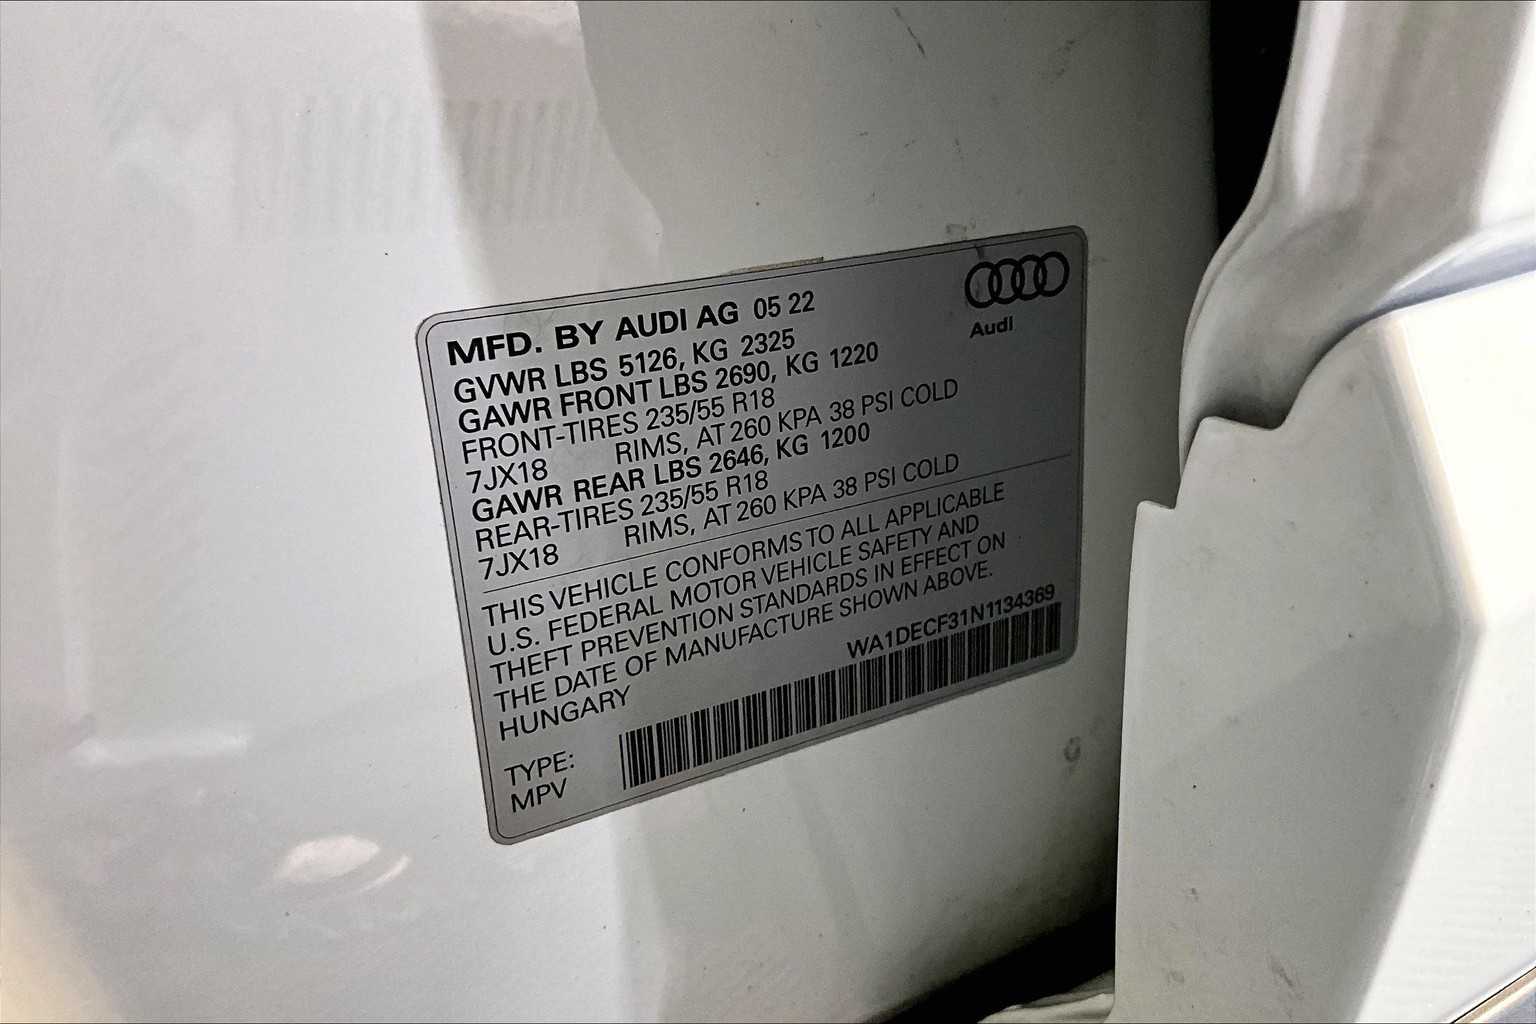 MFD. BY AUDI AG 05 22
Audi
GVWR LBS 5126, KG 2325
GAWR FRONT LBS 2690, KG 1220
FRONT-TIRES 235/55 R18
7JX18 RIMS, AT 260 KPA 38 PSI COLD
GAWR REAR LBS 2646, KG 1200
REAR-TIRES 235/55 R18
7JX18 RIMS, AT 260 KPA 38 PSI COLD
THIS VEHICLE CONFORMS TO ALL APPLICABLE
U.S. FEDERAL MOTOR VEHICLE SAFETY AND
THEFT PREVENTION STANDARDS IN EFFECT ON
THE DATE OF MANUFACTURE SHOWN ABOVE.
HUNGARY
WA1DECF31N1134369
TYPE:
MPV